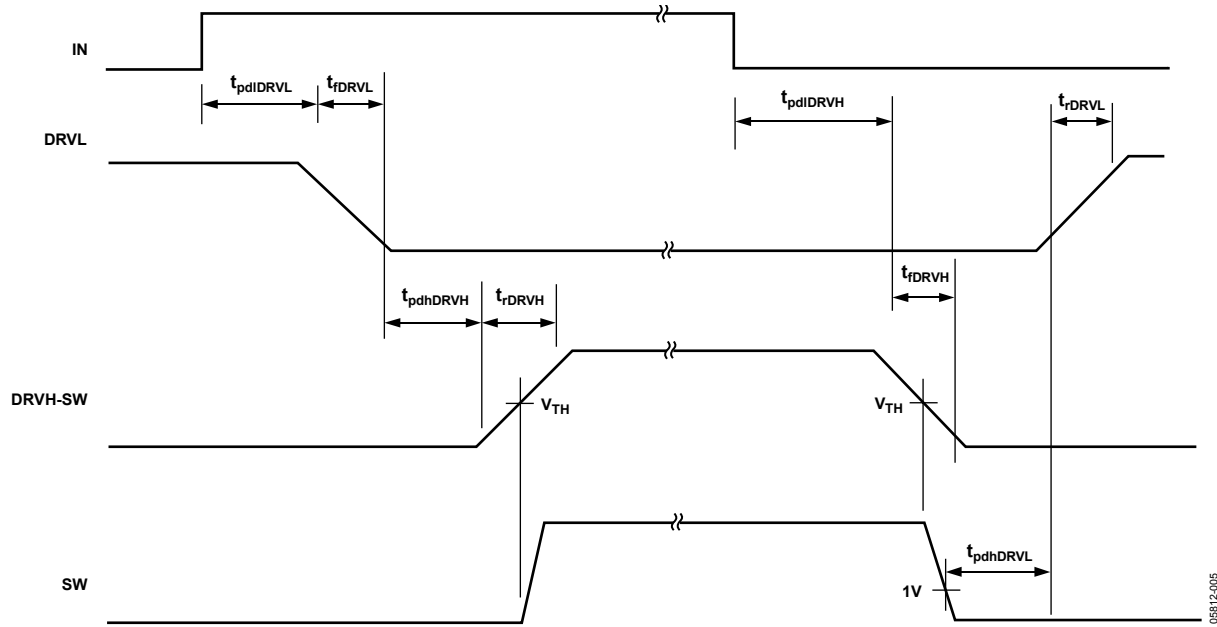 IN
tpdlDRVL
tfDRVL
tpdlDRVH
trDRVL
DRVL
tfDRVH
tpdhDRVH
trDRVH
DRVH-SW
VTH
VTH
tpdhDRVL
SW
1V
05812-005